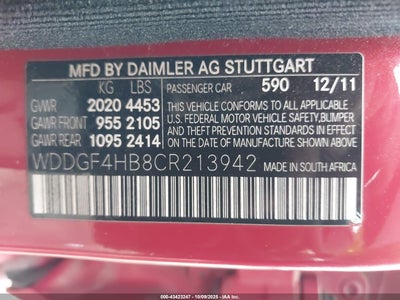 MFD BY DAIMLER AG STUTTGART
KG LBS
PASSENGER CAR 590 12/11
GVWR 2020 4453
GAWR FRONT 955 2105
GAWR REAR 1095 2414
THIS VEHICLE CONFORMS TO ALL APPLICABLE
U.S. FEDERAL MOTOR VEHICLE SAFETY, BUMPER
AND THEFT PREVENTION STANDARDS IN
EFFECT ON THE DATE OF MANUFACTURE SHOWN ABOVE
WDDGF4HB8CR213942
MADE IN SOUTH AFRICA
000-43423247 - 10/09/2025 - IAA Inc.